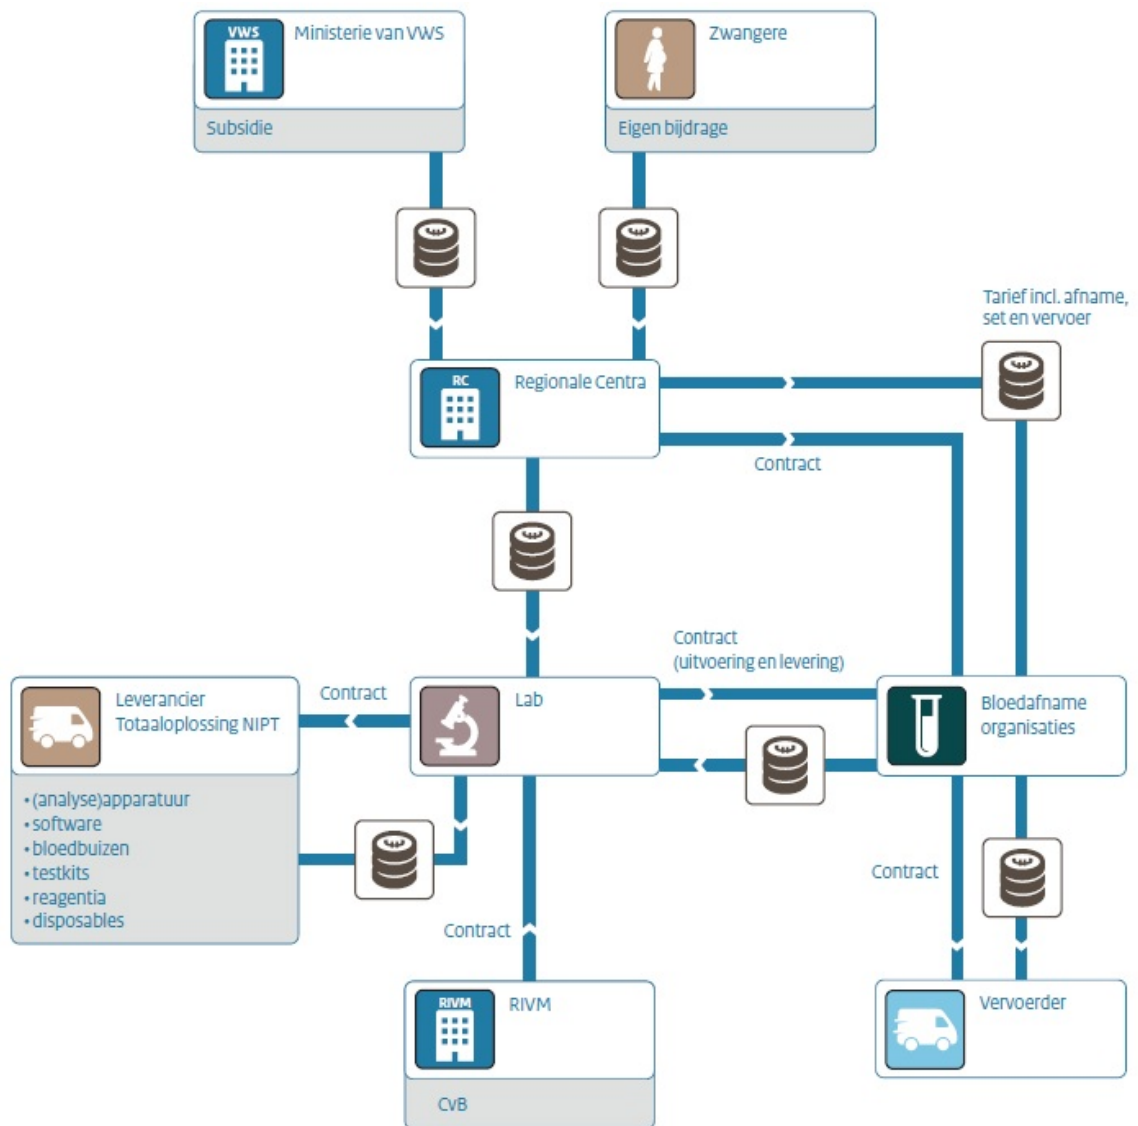 VWS
Ministerie van VWS
Subsidie
Zwangere
Eigen bijdrage
Tarief incl. afname,
set en vervoer
RC
Regionale Centra
Contract
Contract
(uitvoering en levering)
Leverancier
Totaaloplossing NIPT
Contract
Lab
Bloedafname
organisaties
• (analyse)apparatuur
• software
• bloedbuizen
• testkits
• reagentia
• disposables
Contract
Contract
RIVM
RIVM
CvB
Vervoerder